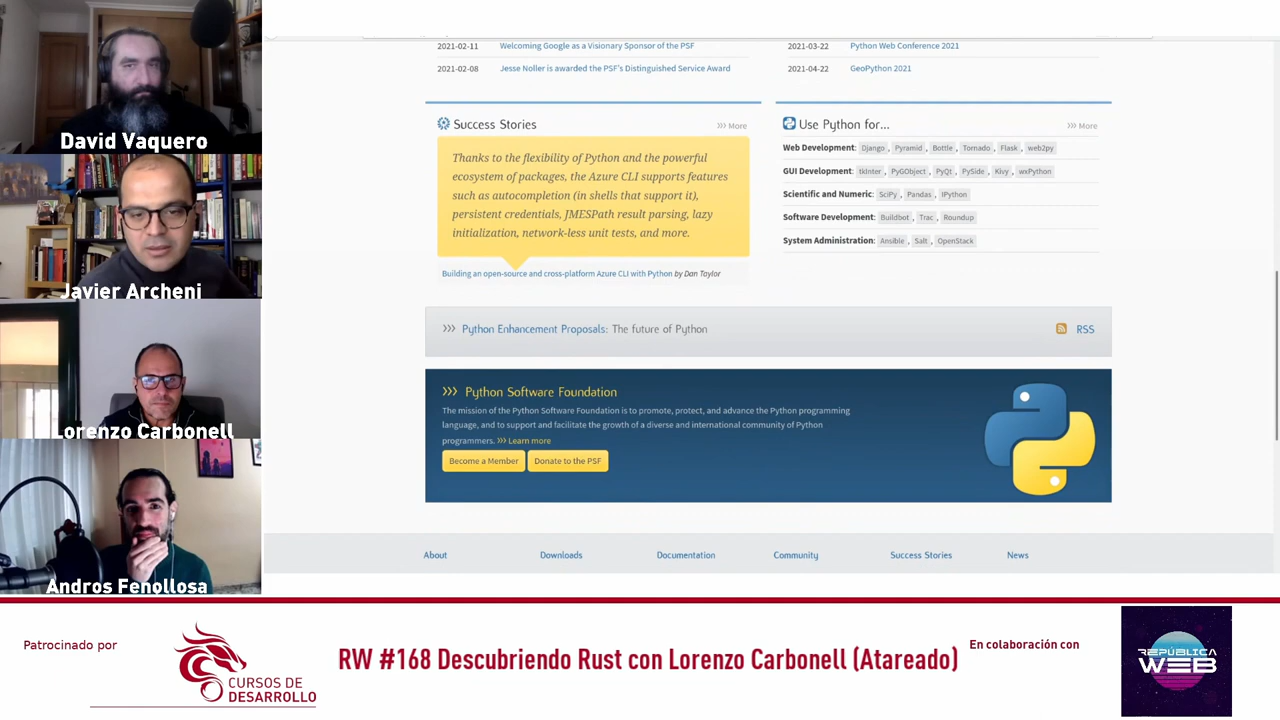 David Vaquero
Javier Archeni
Lorenzo Carbonell
Andros Fenollosa
2021-02-11 Welcoming Google as a Visionary Sponsor of the PSF
2021-02-08 Jesse Noller is awarded the PSF's Distinguished Service Award
2021-03-22 Python Web Conference 2021
2021-04-22 GeoPython 2021
Success Stories
>>> More
Thanks to the flexibility of Python and the powerful
ecosystem of packages, the Azure CLI supports features
such as autocompletion (in shells that support it),
persistent credentials, JMESPath result parsing, lazy
initialization, network-less unit tests, and more.
Building an open-source and cross-platform Azure CLI with Python by Dan Taylor
Use Python for...
>>> More
Web Development: Django , Pyramid , Bottle , Tornado , Flask , web2py
GUI Development: tkInter , PyGObject , PyQt , PySide , Kivy , wxPython
Scientific and Numeric: SciPy , Pandas , IPython
Software Development: Buildbot , Trac , Roundup
System Administration: Ansible , Salt , OpenStack
>>> Python Enhancement Proposals: The future of Python
RSS
>>> Python Software Foundation
The mission of the Python Software Foundation is to promote, protect, and advance the Python programming
language, and to support and facilitate the growth of a diverse and international community of Python
programmers. >>> Learn more
Become a Member Donate to the PSF
About Downloads Documentation Community Success Stories News
Patrocinado por
CURSOS DE
DESARROLLO
RW #168 Descubriendo Rust con Lorenzo Carbonell (Atareado)
En colaboración con
REPÚBLICA
WEB